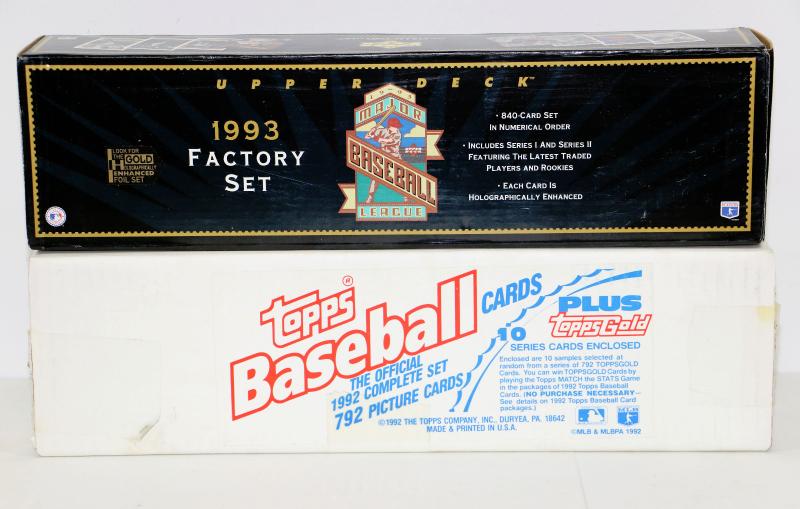 UPPER DECK™
1993
FACTORY
SET
LOOK FOR
THE GOLD
HOLOGRAPHICALLY
ENHANCED
FOIL SET
1993
MAJOR
UPPER DECK
BASEBALL
LEAGUE
• 840-CARD SET
IN NUMERICAL ORDER
• INCLUDES SERIES I AND SERIES II
FEATURING THE LATEST TRADED
PLAYERS AND ROOKIES
• EACH CARD IS
HOLOGRAPHICALLY ENHANCED
topps®
Baseball
CARDS
THE OFFICIAL
1992 COMPLETE SET
792 PICTURE CARDS
PLUS
10 toppsGold
SERIES CARDS ENCLOSED
Enclosed are 10 samples selected at
random from a series of 792 TOPPSGOLD
Cards. You can win TOPPSGOLD Cards by
playing the Topps MATCH the STATS Game
in the packages of 1992 Topps Baseball
Cards. (NO PURCHASE NECESSARY—
See details on 1992 Topps Baseball Card
packages.)
©1992 THE TOPPS COMPANY, INC., DURYEA, PA. 18642
MADE & PRINTED IN U.S.A.
©MLB & MLBPA 1992